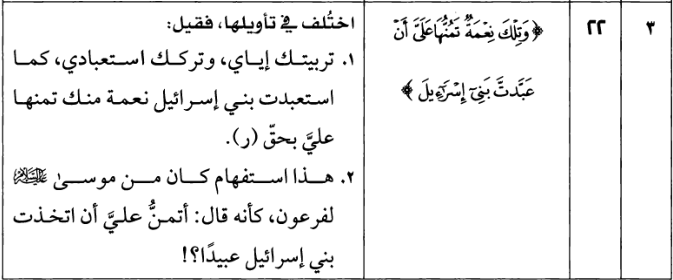 ٣
٢٢
﴿وَتِلْكَ نِعْمَةٌ تَمُنُّهَا عَلَيَّ أَنْ
عَبَّدتَّ بَنِيٓ إِسْرَٰٓءِيلَ﴾
اختُلف في تأويلها، فقيل:
١. تربيتك إياي، وتركك استعبادي، كما
استعبدت بني إسرائيل نعمة منك تمنها
عليَّ بحقّ (ر).
٢. هذا استفهام كان من موسىٰ عَلَيْهِ السَّلَام
لفرعون، كأنه قال: أتمنُّ عليَّ أن اتخذت
بني إسرائيل عبيدًا؟!